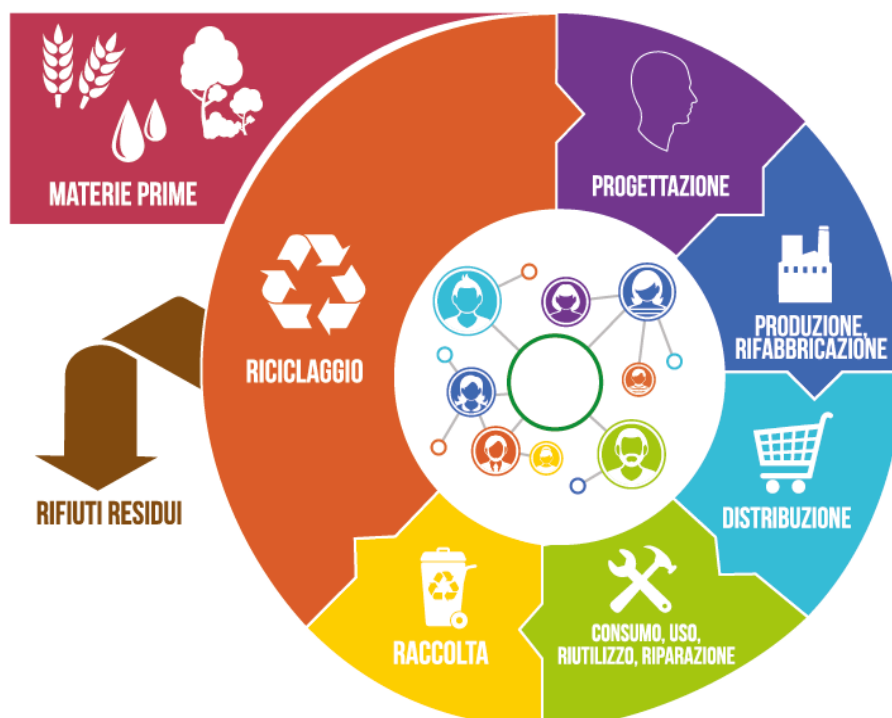 MATERIE PRIME
PROGETTAZIONE
PRODUZIONE,
RIFABBRICAZIONE
RICICLAGGIO
DISTRIBUZIONE
RIFIUTI RESIDUI
CONSUMO, USO,
RIUTILIZZO, RIPARAZIONE
RACCOLTA